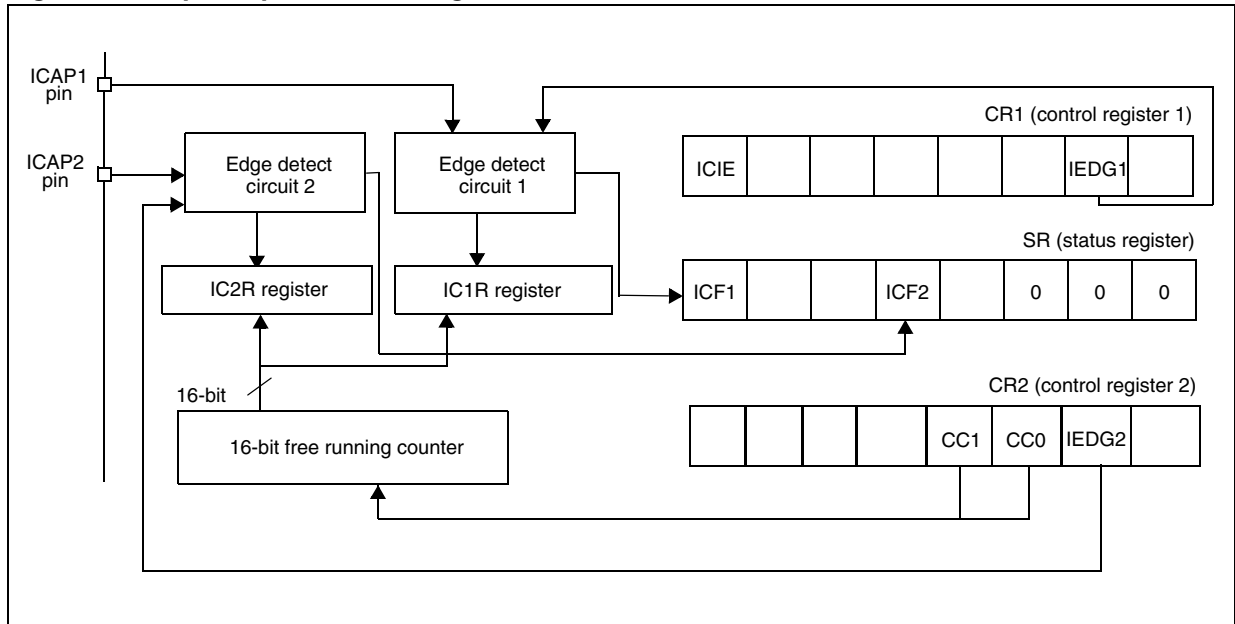 ICAP1
pin
ICAP2
pin
Edge detect
circuit 2
Edge detect
circuit 1
CR1 (control register 1)
ICIE
IEDG1
SR (status register)
IC2R register
IC1R register
ICF1
ICF2
0
0
0
16-bit
CR2 (control register 2)
16-bit free running counter
CC1
CC0
IEDG2